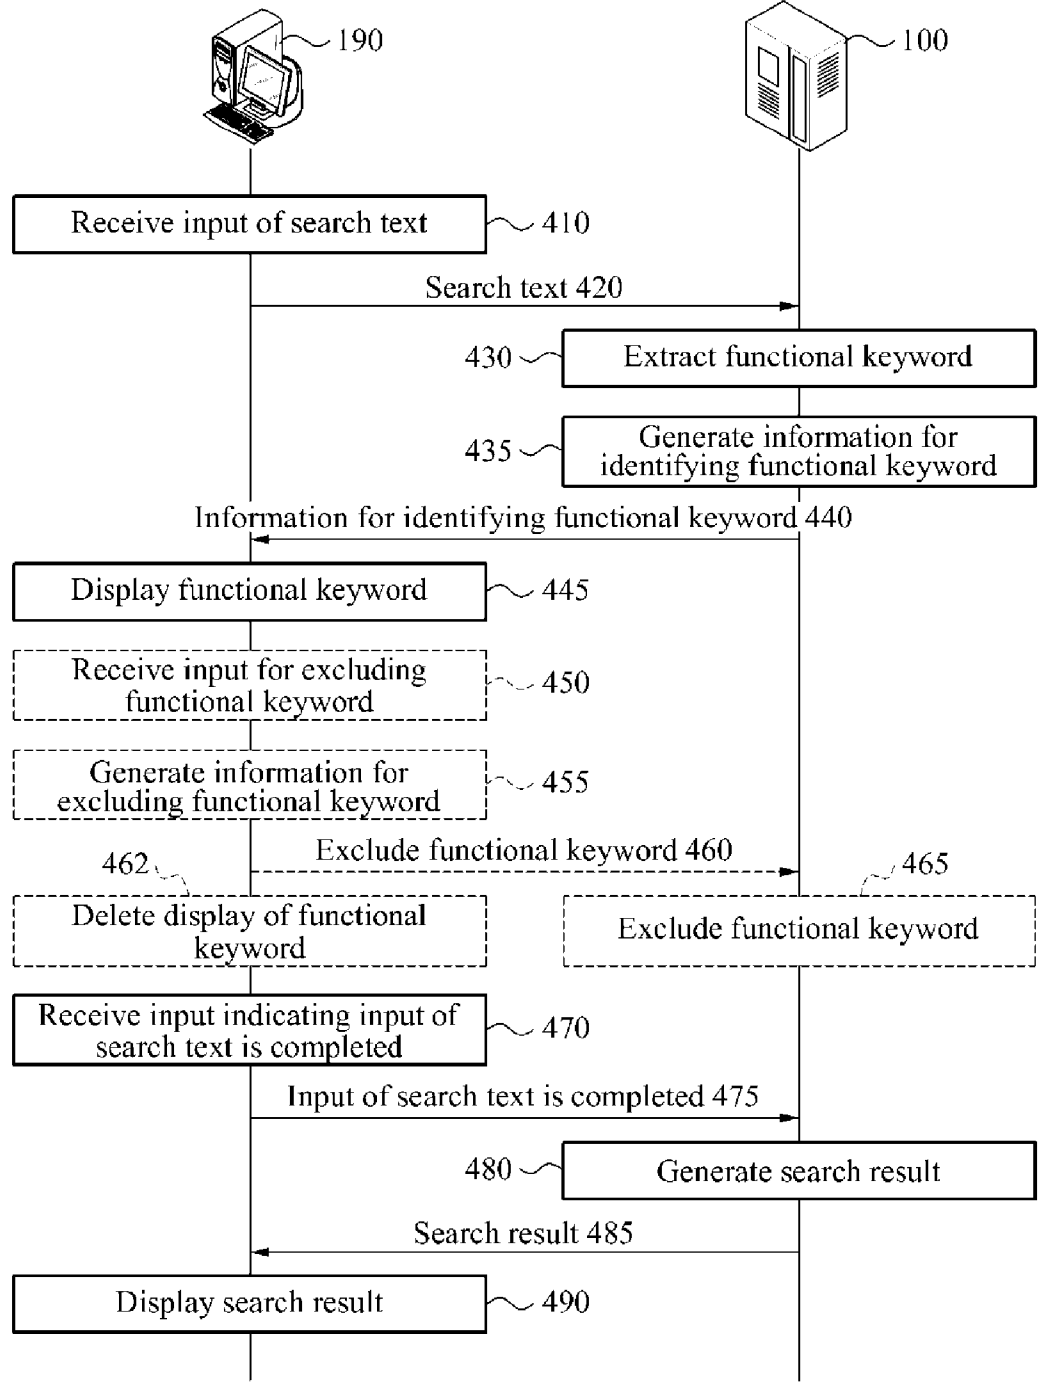 190
100
Receive input of search text
410
Search text 420
430
Extract functional keyword
435
Generate information for
identifying functional keyword
Information for identifying functional keyword 440
Display functional keyword
445
Receive input for excluding
functional keyword
450
Generate information for
excluding functional keyword
455
Exclude functional keyword 460
462
465
Delete display of functional
keyword
Exclude functional keyword
Receive input indicating input of
search text is completed
470
Input of search text is completed 475
480
Generate search result
Search result 485
Display search result
490